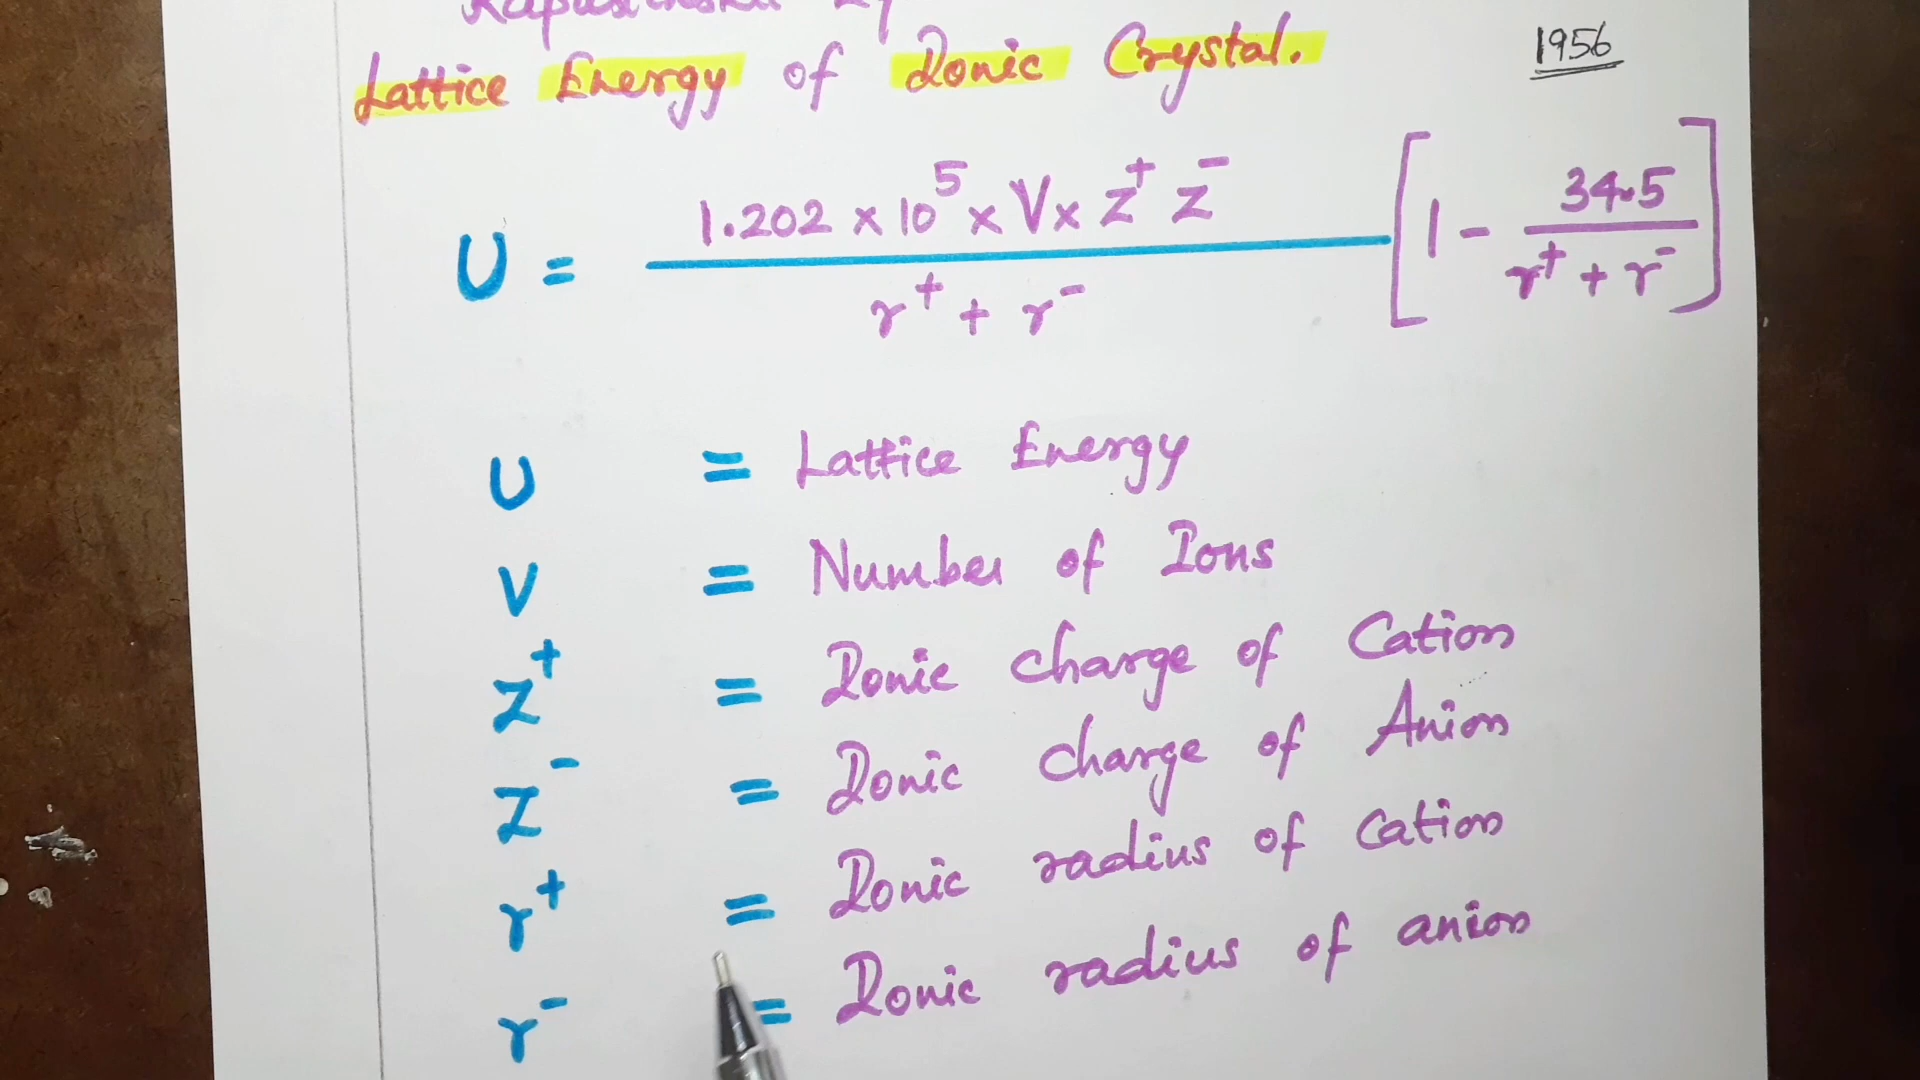 Lattice Energy of Ionic Crystal.
1956
U = 1.202 x 10^5 x V x Z^+ Z^- / r^+ + r^- [1 - 34.5 / r^+ + r^-]
U = Lattice Energy
V = Number of Ions
Z^+ = Ionic charge of Cation
Z^- = Ionic charge of Anion
r^+ = Ionic radius of Cation
r^- = Ionic radius of anion